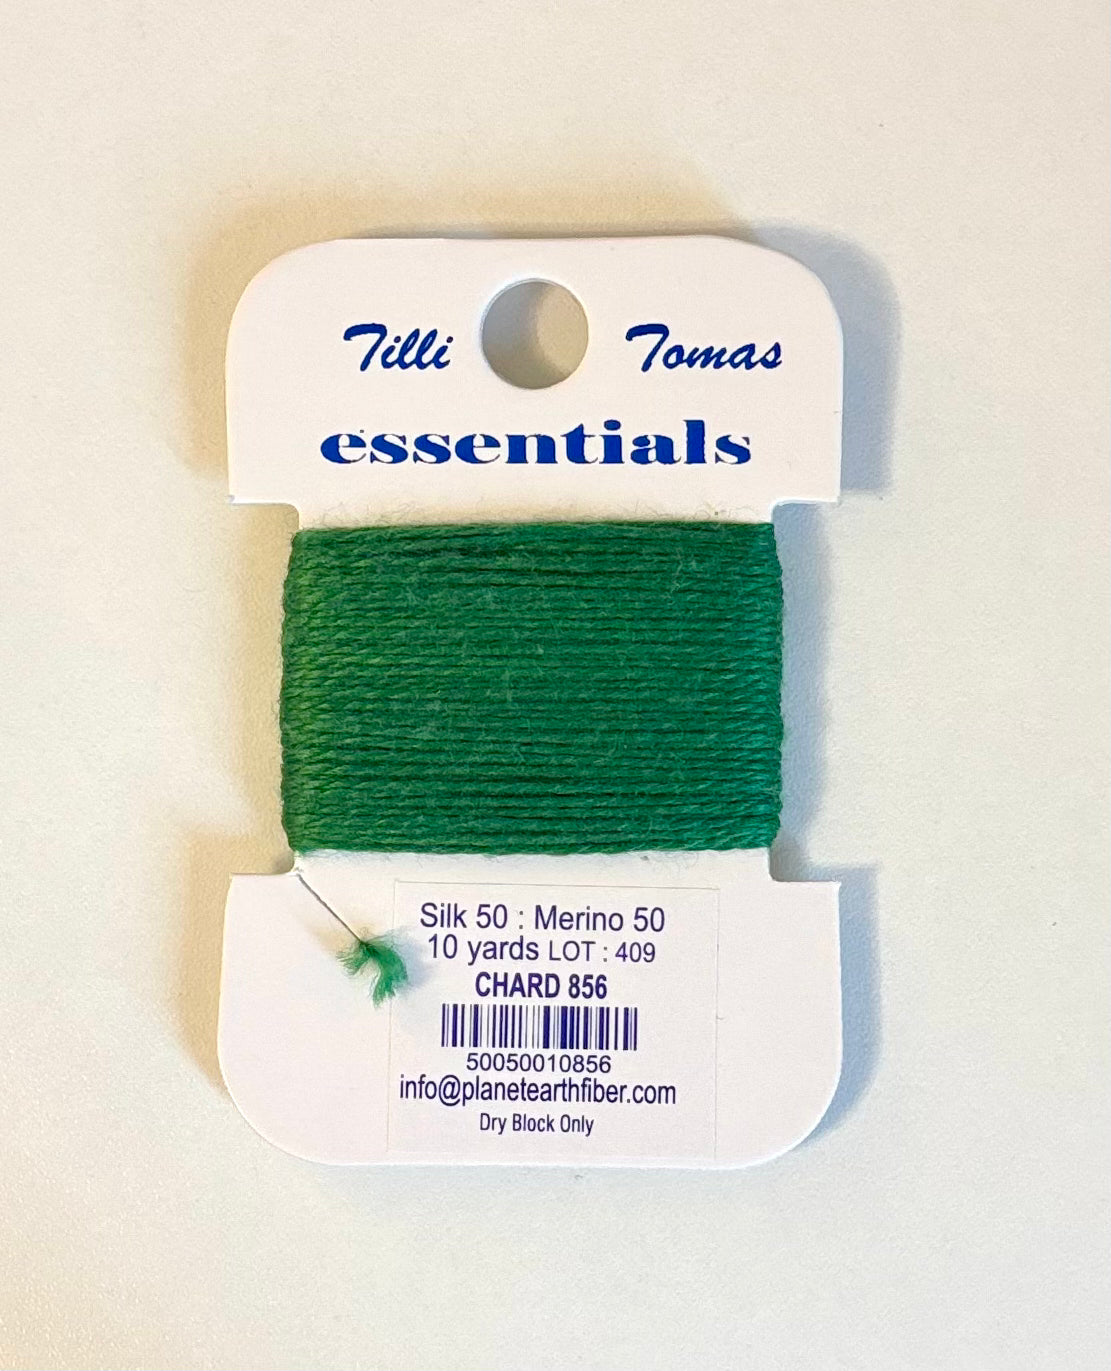 Tilli Tomas
essentials
Silk 50 : Merino 50
10 yards LOT : 409
CHARD 856
50050010856
info@planetearthfiber.com
Dry Block Only